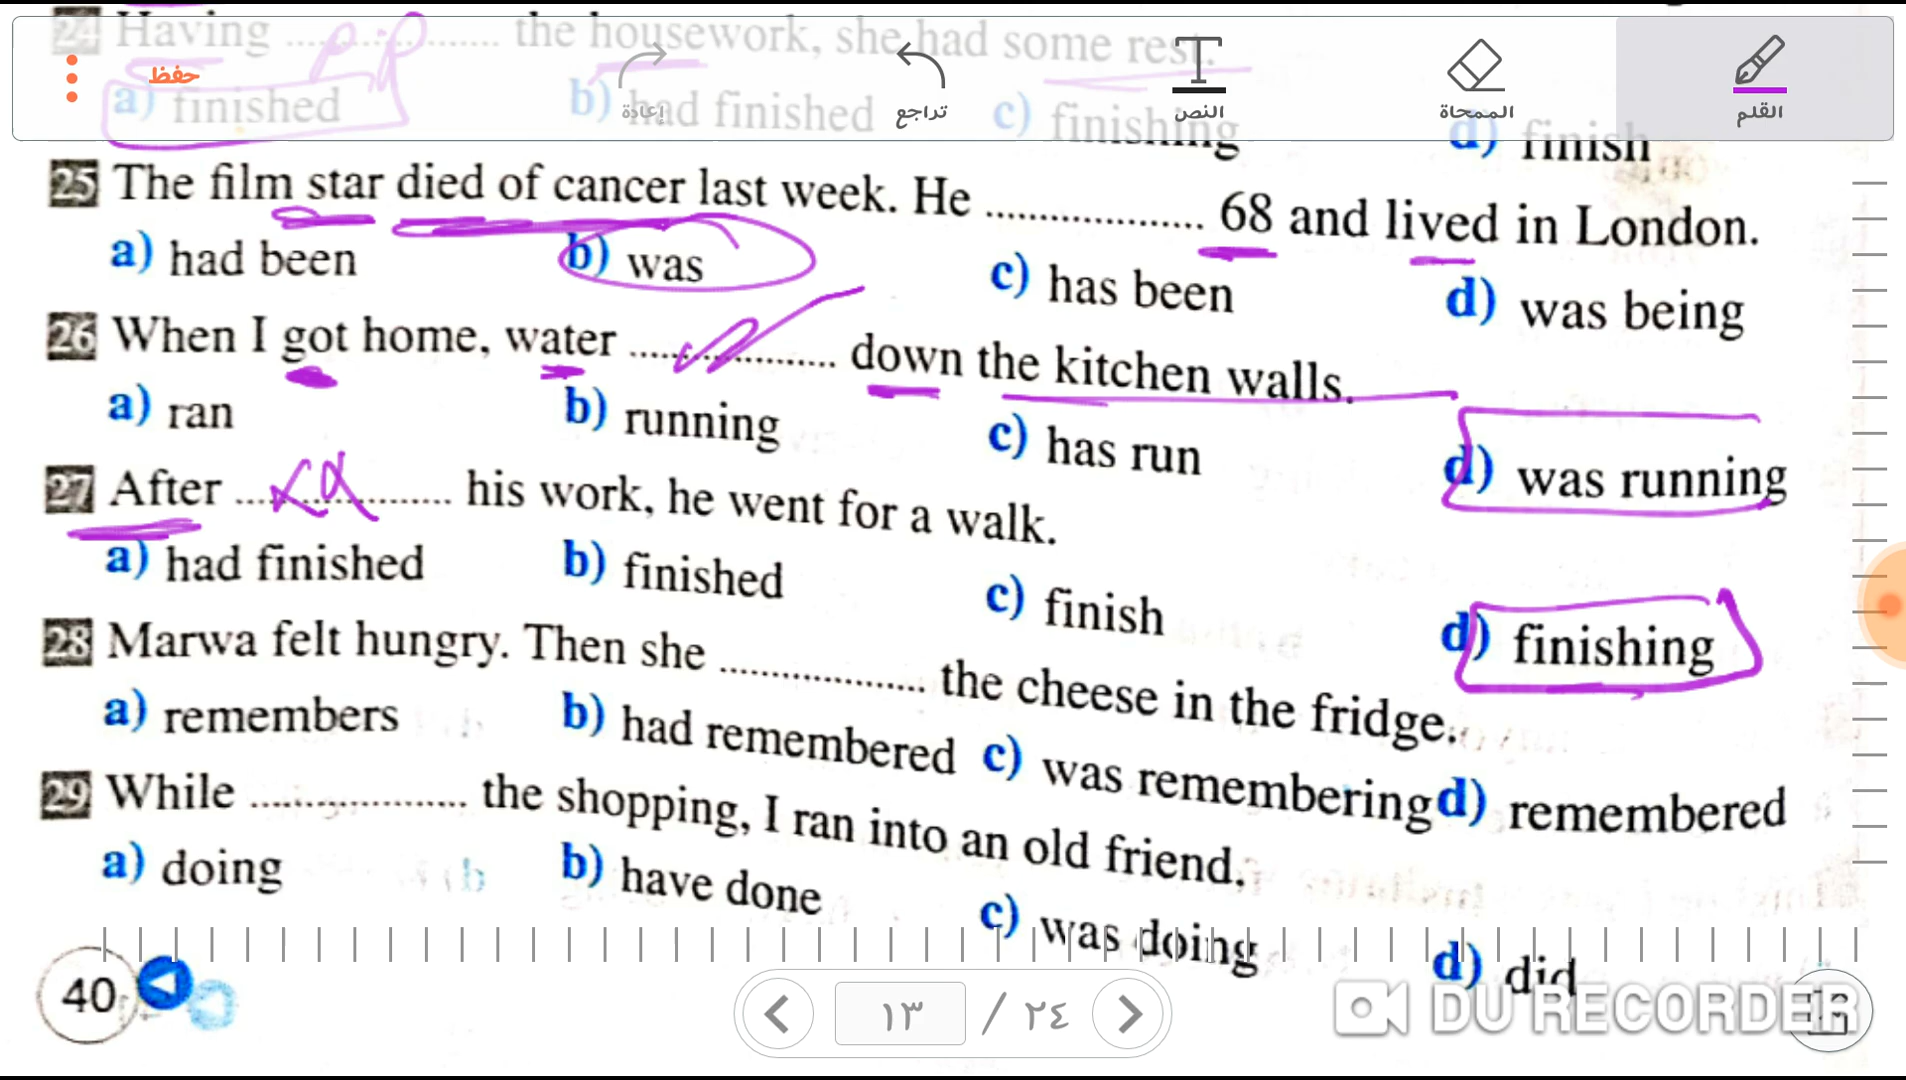 24 Having .................. the housework, she had some rest.
P.P
حفظ
إعادة
تراجع
النص
الممحاة
القلم
a) finished b) had finished c) finishing d) finish
25 The film star died of cancer last week. He .................. 68 and lived in London.
a) had been b) was c) has been d) was being
26 When I got home, water .................. down the kitchen walls.
a) ran b) running c) has run d) was running
27 After .................. his work, he went for a walk.
a) had finished b) finished c) finish d) finishing
28 Marwa felt hungry. Then she .................. the cheese in the fridge.
a) remembers b) had remembered c) was remembering d) remembered
29 While .................. the shopping, I ran into an old friend.
a) doing b) have done c) was doing d) did
40
١٣ / ٢٤
DU RECORDER